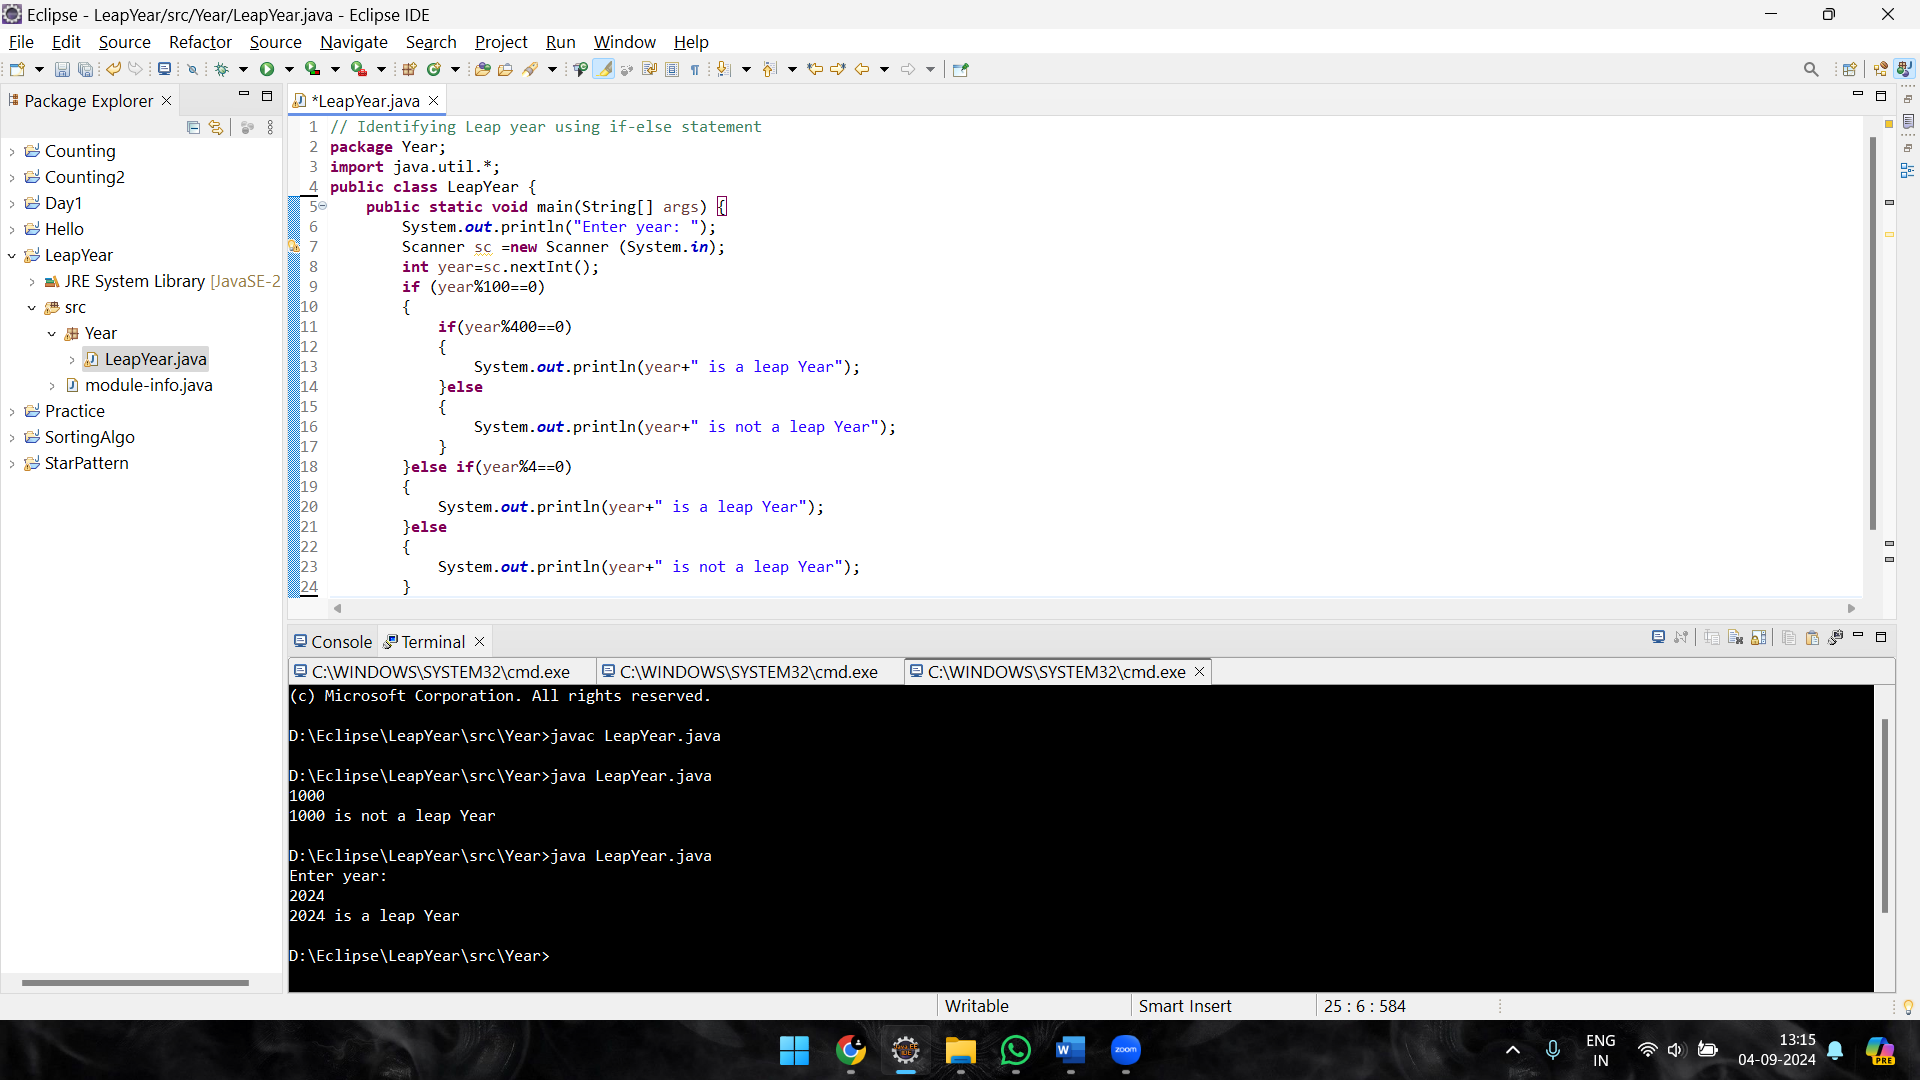 Eclipse - LeapYear/src/Year/LeapYear.java - Eclipse IDE
File Edit Source Refactor Source Navigate Search Project Run Window Help
Package Explorer
Counting
Counting2
Day1
Hello
LeapYear
JRE System Library [JavaSE-2
src
Year
LeapYear.java
module-info.java
Practice
SortingAlgo
StarPattern
*LeapYear.java
1 // Identifying Leap year using if-else statement
2 package Year;
3 import java.util.*;
4 public class LeapYear {
5 public static void main(String[] args) {
6 System.out.println("Enter year: ");
7 Scanner sc =new Scanner (System.in);
8 int year=sc.nextInt();
9 if (year%100==0)
10 {
11 if(year%400==0)
12 {
13 System.out.println(year+" is a leap Year");
14 }else
15 {
16 System.out.println(year+" is not a leap Year");
17 }
18 }else if(year%4==0)
19 {
20 System.out.println(year+" is a leap Year");
21 }else
22 {
23 System.out.println(year+" is not a leap Year");
24 }
Console Terminal
C:\WINDOWS\SYSTEM32\cmd.exe C:\WINDOWS\SYSTEM32\cmd.exe C:\WINDOWS\SYSTEM32\cmd.exe
(c) Microsoft Corporation. All rights reserved.
D:\Eclipse\LeapYear\src\Year>javac LeapYear.java
D:\Eclipse\LeapYear\src\Year>java LeapYear.java
1000
1000 is not a leap Year
D:\Eclipse\LeapYear\src\Year>java LeapYear.java
Enter year:
2024
2024 is a leap Year
D:\Eclipse\LeapYear\src\Year>
Writable Smart Insert 25 : 6 : 584
zoom
ENG
IN
13:15
04-09-2024
PRE